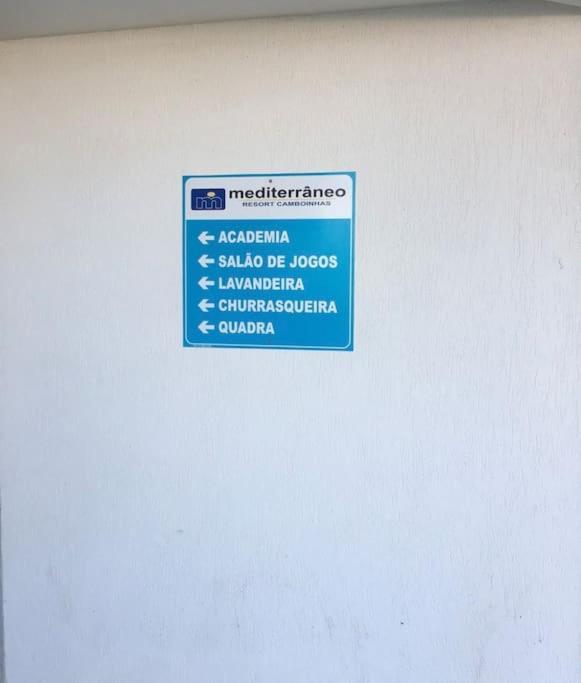 mediterrâneo
RESORT CAMBOINHAS
← ACADEMIA
← SALÃO DE JOGOS
← LAVANDEIRA
← CHURRASQUEIRA
← QUADRA